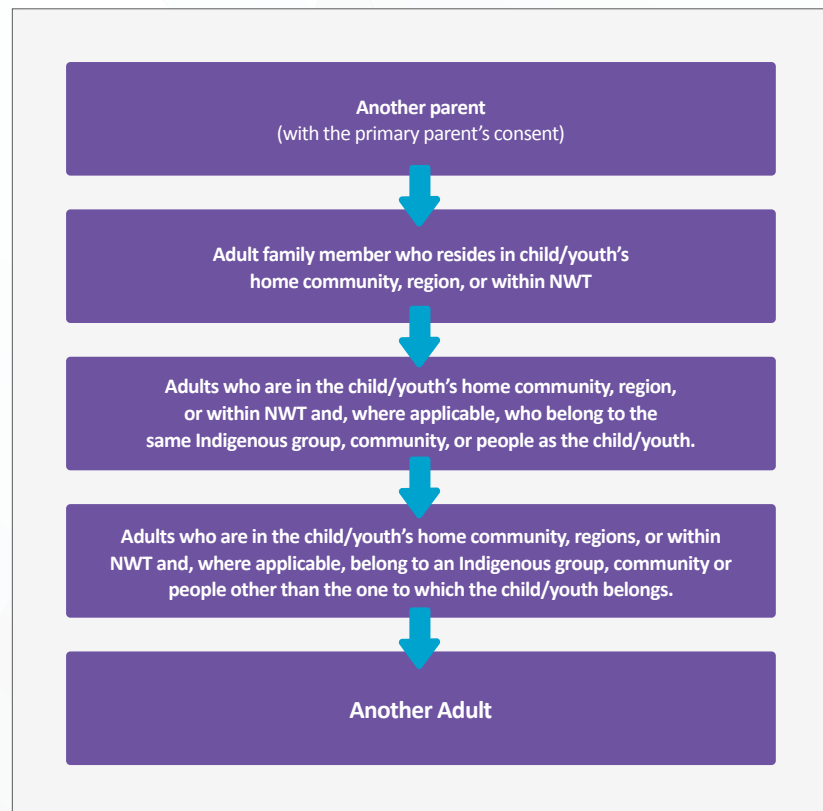 Another parent
(with the primary parent’s consent)
Adult family member who resides in child/youth’s
home community, region, or within NWT
Adults who are in the child/youth’s home community, region,
or within NWT and, where applicable, who belong to the
same Indigenous group, community, or people as the child/youth.
Adults who are in the child/youth’s home community, regions, or within
NWT and, where applicable, belong to an Indigenous group, community or
people other than the one to which the child/youth belongs.
Another Adult